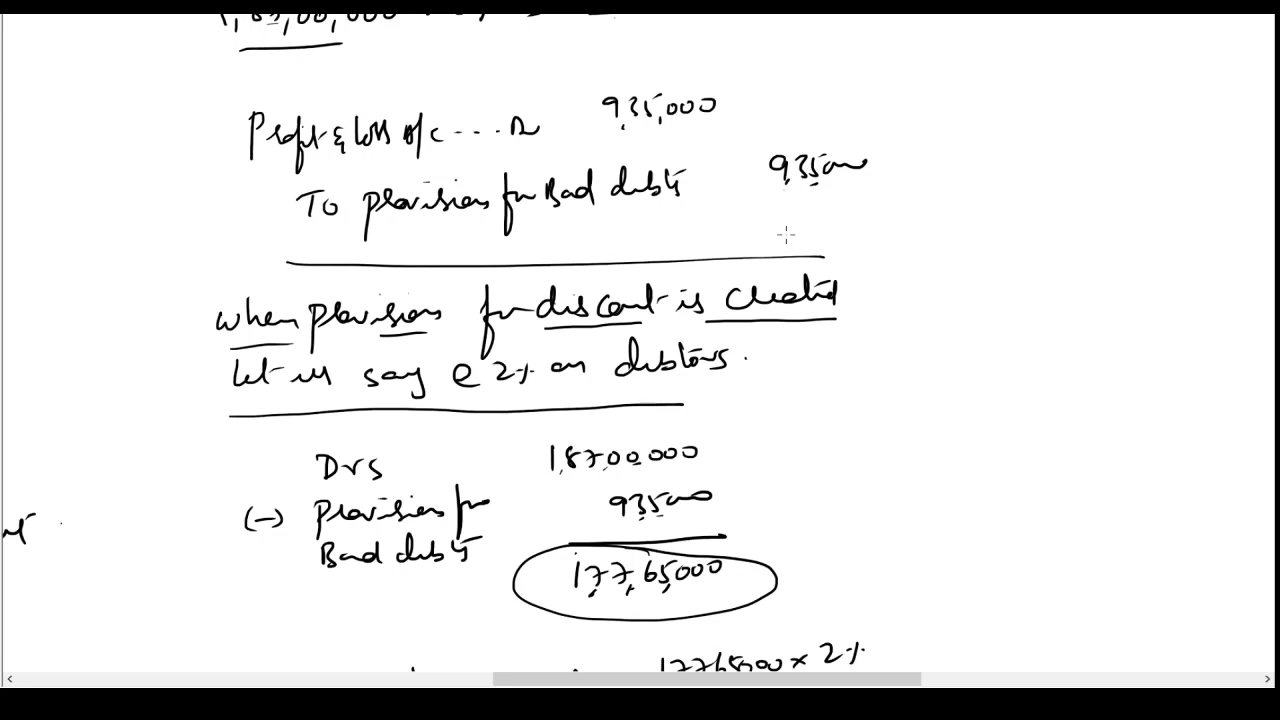 Profit & Loss A/c ---- Dr 9,35,000
To provision for Bad debts 9,35,000
when provision for discount is created
let us say @ 2% on debtors.
Drs 1,87,00,000
(-) provision for 9,35,000
Bad debts
1,77,65,000
17765000 x 2%